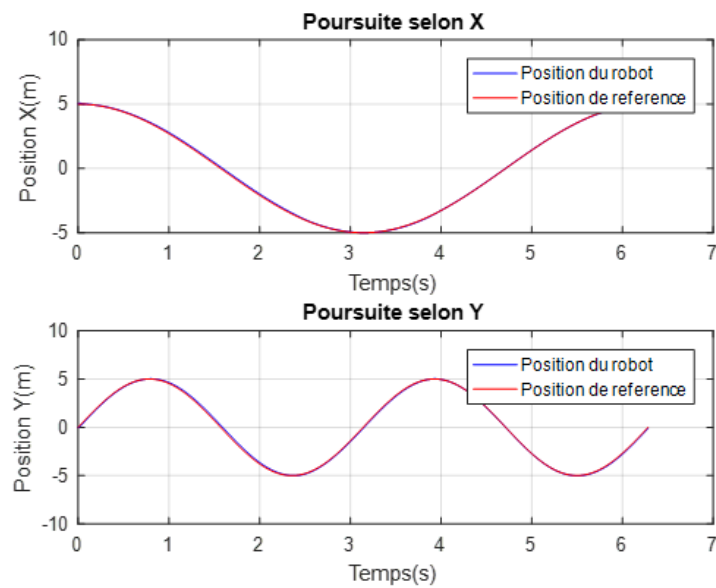 Poursuite selon X
10
5
0
-5
Position X(m)
Position du robot
Position de reference
0 1 2 3 4 5 6 7
Temps(s)
Poursuite selon Y
10
5
0
-5
-10
Position Y(m)
Position du robot
Position de reference
0 1 2 3 4 5 6 7
Temps(s)